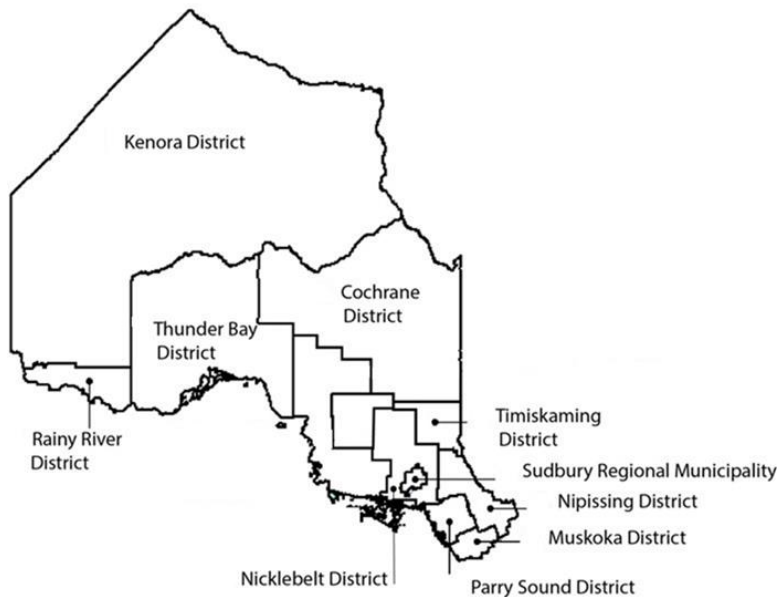 Kenora District
Cochrane
District
Thunder Bay
District
Timiskaming
District
Rainy River
District
Sudbury Regional Municipality
Nipissing District
Muskoka District
Nicklebelt District
Parry Sound District